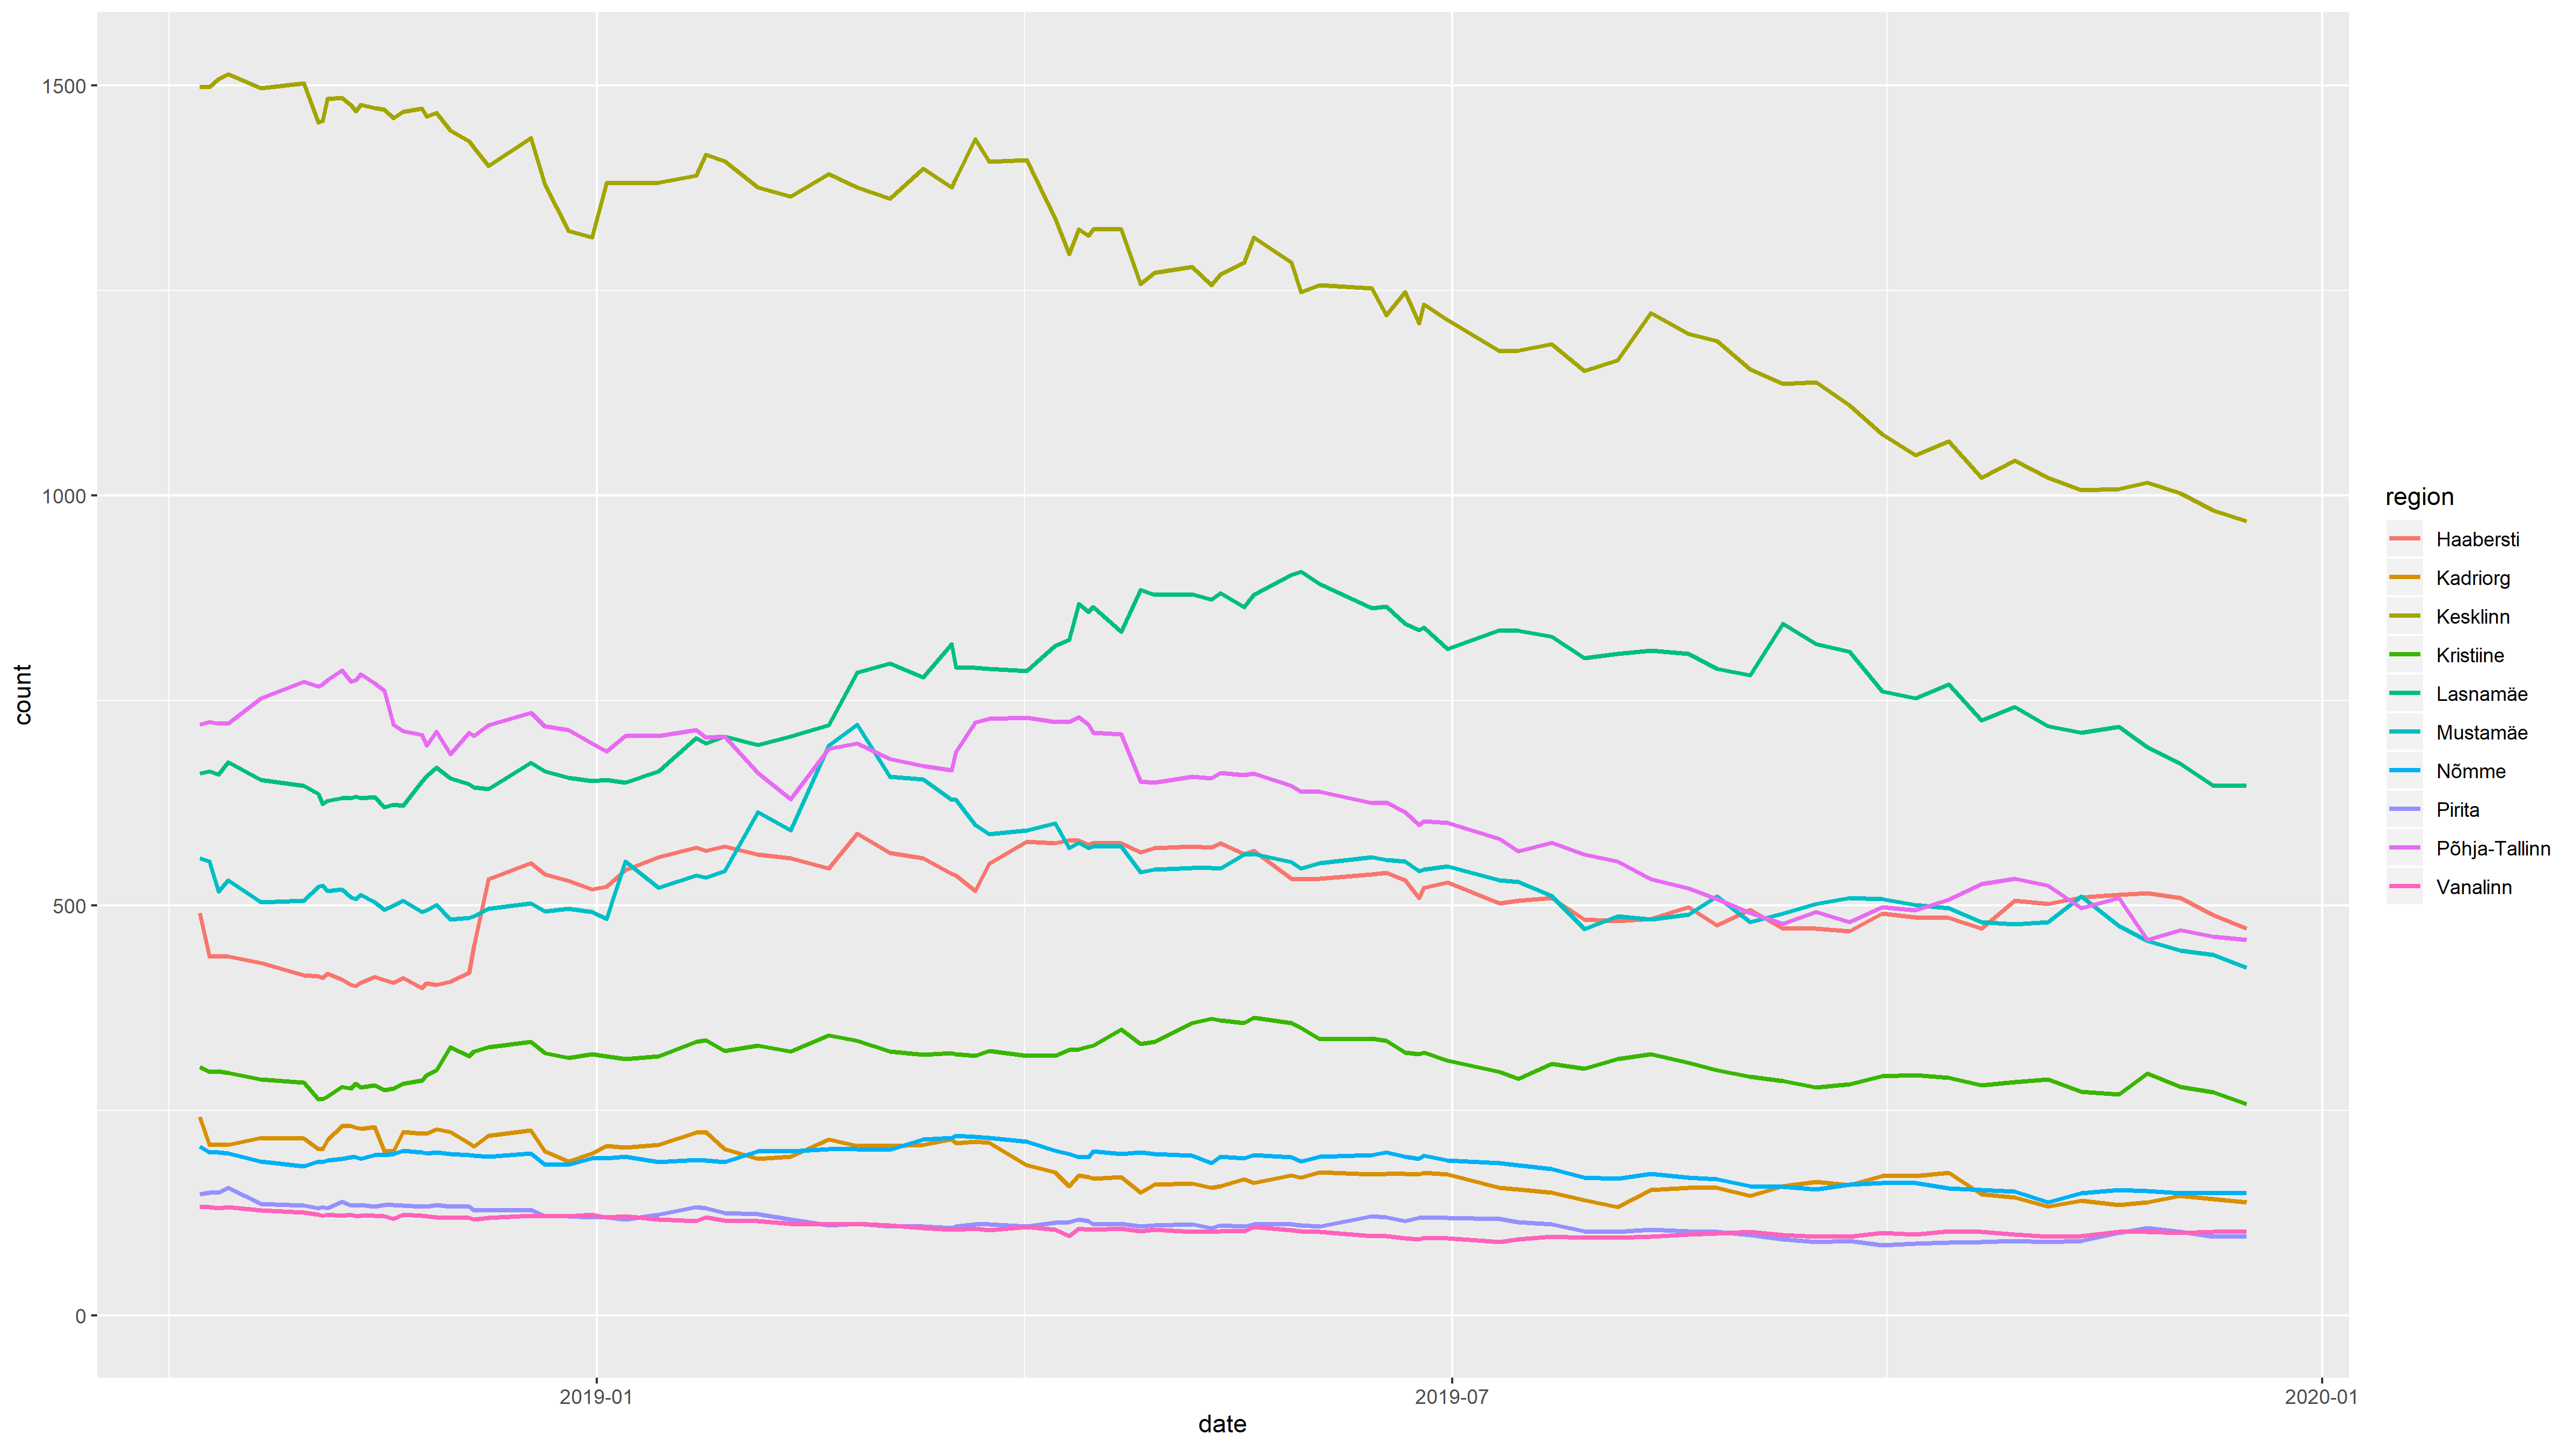 1500
1000
500
0
count
2019-01
2019-07
2020-01
date
region
Haabersti
Kadriorg
Kesklinn
Kristiine
Lasnamäe
Mustamäe
Nõmme
Pirita
Põhja-Tallinn
Vanalinn